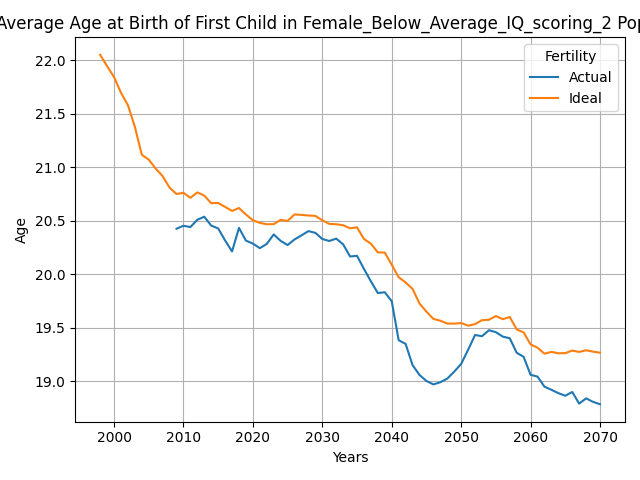 Average Age at Birth of First Child in Female_Below_Average_IQ_scoring_2 Pop
Fertility
Actual
Ideal
22.0
21.5
21.0
20.5
20.0
19.5
19.0
Age
2000 2010 2020 2030 2040 2050 2060 2070
Years